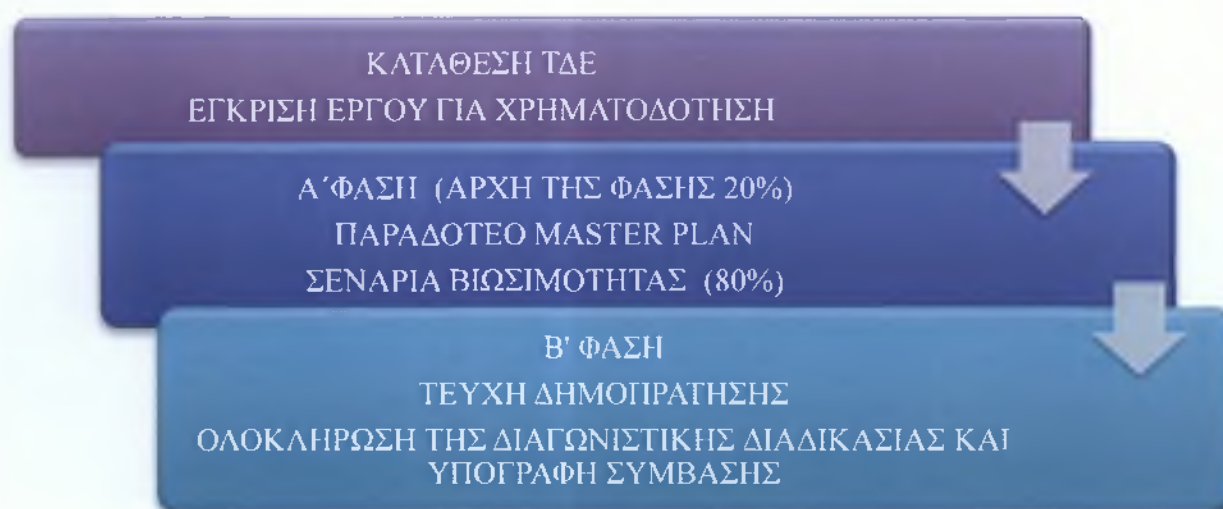 ΚΑΤΑΘΕΣΗ ΤΔΕ
ΕΓΚΡΙΣΗ ΕΡΓΟΥ ΓΙΑ ΧΡΗΜΑΤΟΔΟΤΗΣΗ
Α΄ΦΑΣΗ (ΑΡΧΗ ΤΗΣ ΦΑΣΗΣ 20%)
ΠΑΡΑΔΟΤΕΟ MASTER PLAN
ΣΕΝΑΡΙΑ ΒΙΩΣΙΜΟΤΗΤΑΣ (80%)
Β' ΦΑΣΗ
ΤΕΥΧΗ ΔΗΜΟΠΡΑΤΗΣΗΣ
ΟΛΟΚΛΗΡΩΣΗ ΤΗΣ ΔΙΑΓΩΝΙΣΤΙΚΗΣ ΔΙΑΔΙΚΑΣΙΑΣ ΚΑΙ
ΥΠΟΓΡΑΦΗ ΣΥΜΒΑΣΗΣ